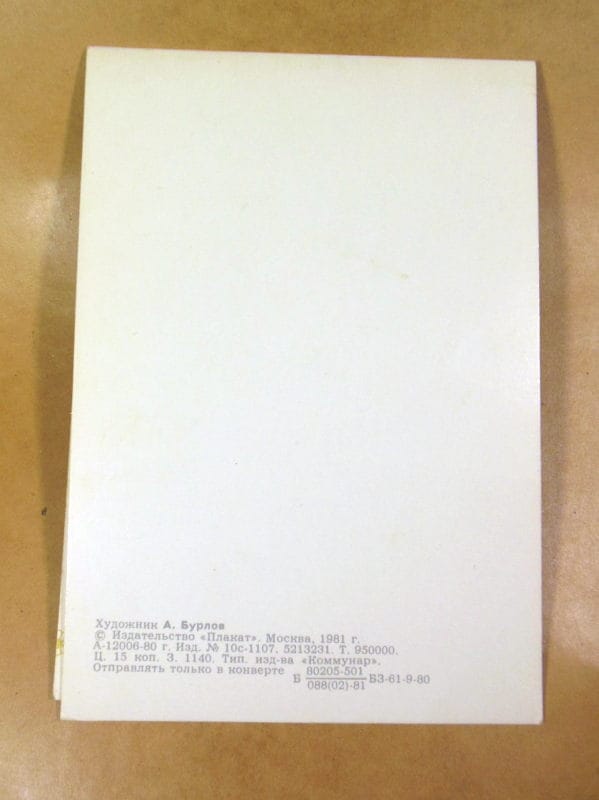 Художник А. Бурлов
© Издательство «Плакат». Москва, 1981 г.
А-12006-80 г. Изд. № 10с-1107. 5213231. Т. 950000.
Ц. 15 коп. З. 1140. Тип. изд-ва «Коммунар».
Отправлять только в конверте
Б 80205-501 БЗ-61-9-80
088(02)-81